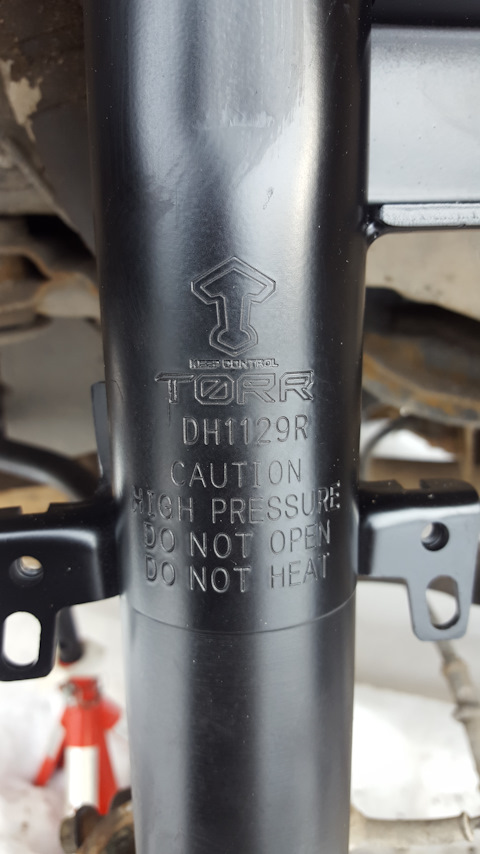 KEEP CONTROL
TORR
DH1129R
CAUTION
HIGH PRESSURE
DO NOT OPEN
DO NOT HEAT